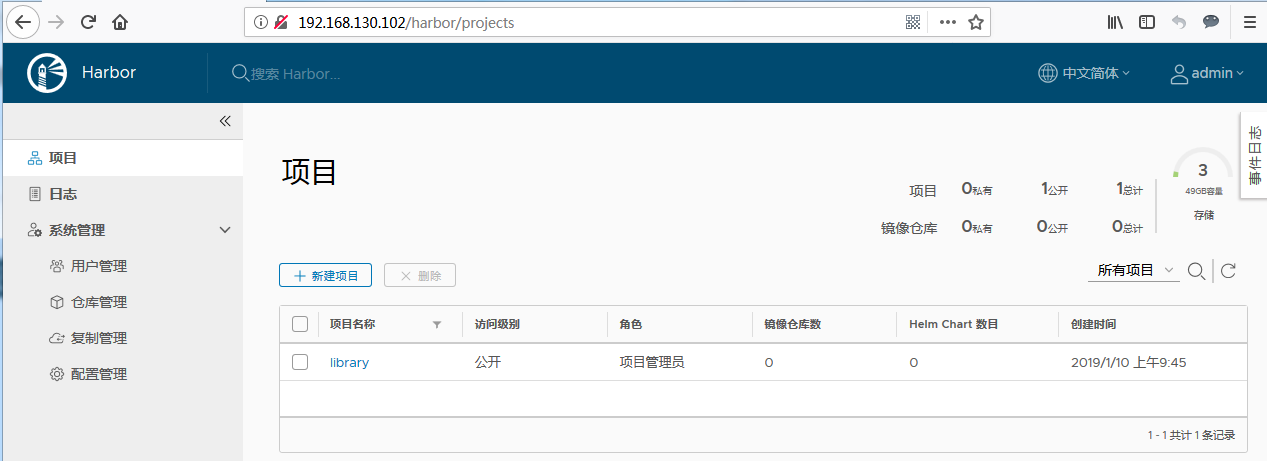 192.168.130.102/harbor/projects
Harbor
搜索 Harbor...
中文简体
admin
事件日志
项目
日志
系统管理
用户管理
仓库管理
复制管理
配置管理
项目
项目 0私有 1公开 1总计
镜像仓库 0私有 0公开 0总计
3
49GB容量
存储
新建项目 删除
所有项目
项目名称 访问级别 角色 镜像仓库数 Helm Chart 数目 创建时间
library 公开 项目管理员 0 0 2019/1/10 上午9:45
1 - 1 共计 1 条记录